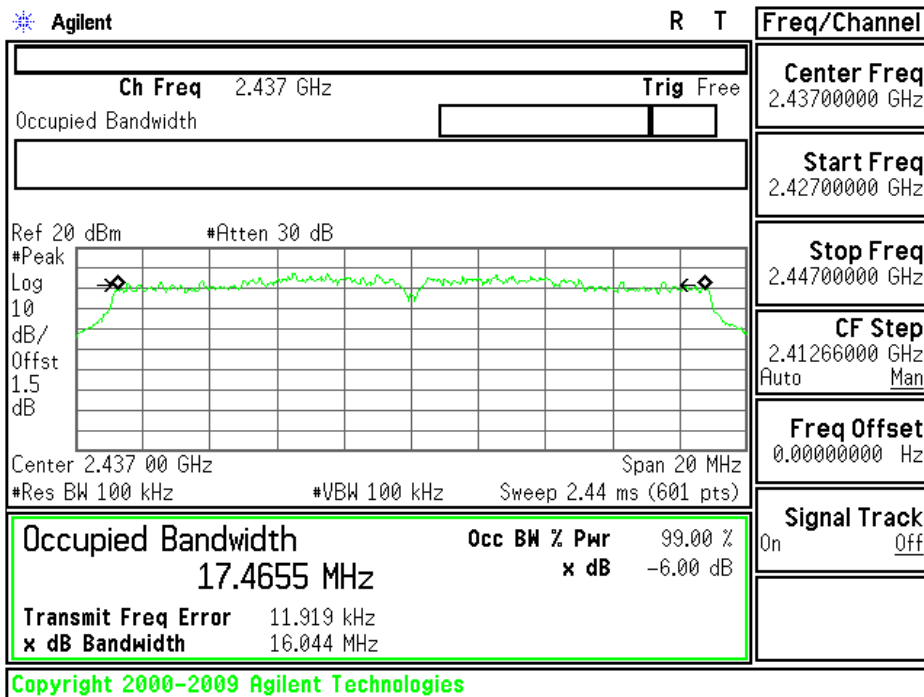 Agilent
R T
Freq/Channel
Ch Freq 2.437 GHz
Trig Free
Occupied Bandwidth
Center Freq
2.43700000 GHz
Start Freq
2.42700000 GHz
Stop Freq
2.44700000 GHz
CF Step
2.41266000 GHz
Auto Man
Freq Offset
0.00000000 Hz
Signal Track
On Off
Ref 20 dBm
#Atten 30 dB
#Peak
Log
10
dB/
Offst
1.5
dB
Center 2.437 00 GHz
Span 20 MHz
#Res BW 100 kHz
#VBW 100 kHz
Sweep 2.44 ms (601 pts)
Occupied Bandwidth
17.4655 MHz
Occ BW % Pwr 99.00 %
x dB -6.00 dB
Transmit Freq Error 11.919 kHz
x dB Bandwidth 16.044 MHz
Copyright 2000-2009 Agilent Technologies